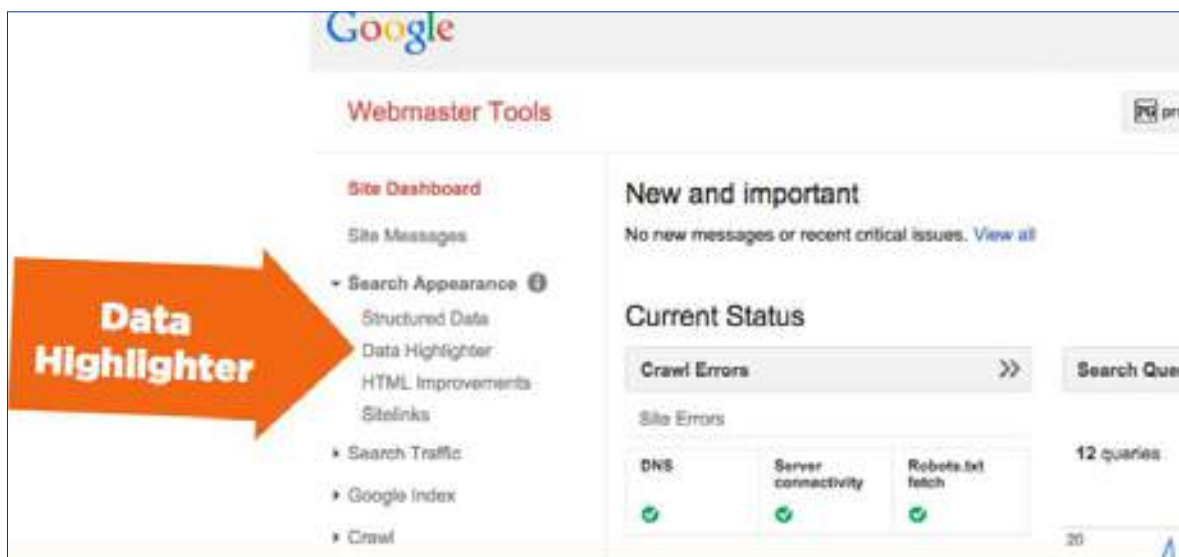 Google
Webmaster Tools
Site Dashboard
Site Messages
Search Appearance
Structured Data
Data Highlighter
HTML Improvements
Sitelinks
Search Traffic
Google Index
Crawl
Data
Highlighter
New and important
No new messages or recent critical issues. View all
Current Status
Crawl Errors
Site Errors
DNS
Server
connectivity
Robots.txt
fetch
Search Que
12 queries
20